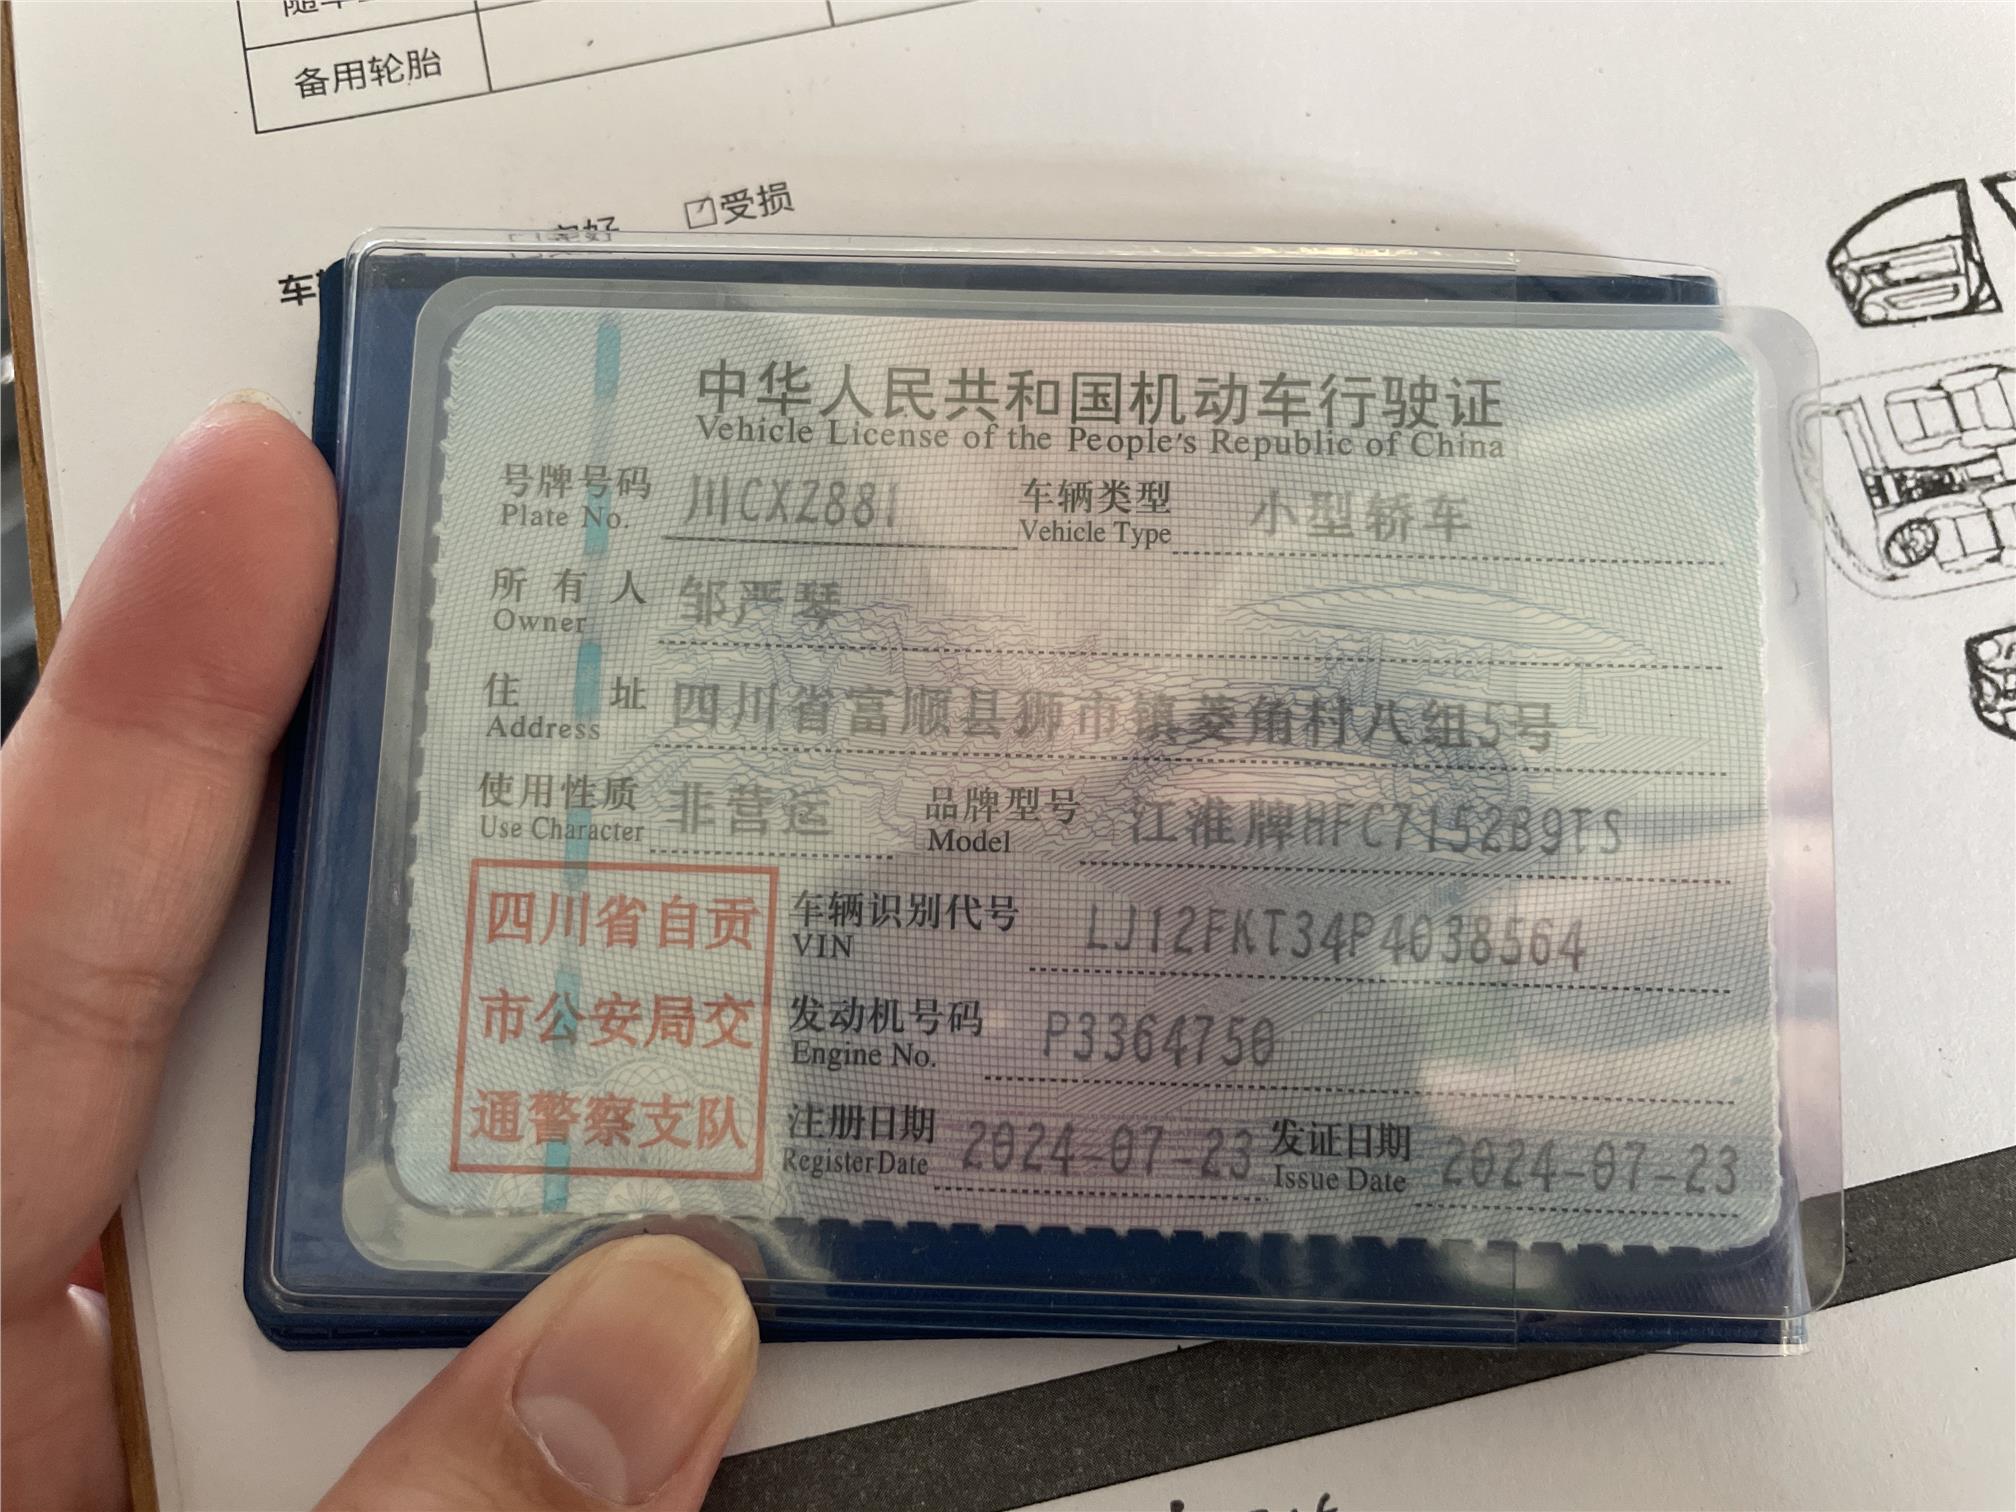 备用轮胎
受损
中华人民共和国机动车行驶证
Vehicle License of the People's Republic of China
号牌号码 川CXZ881 车辆类型 小型轿车
Plate No. Vehicle Type
所有人 邹严琴
Owner
住址 四川省富顺县狮市镇菱角村八组5号
Address
使用性质 非营运 品牌型号 江淮牌HFC7152B9TS
Use Character Model
四川省自贡
市公安局交
通警察支队
车辆识别代号 LJ12FKT34P4038564
VIN
发动机号码 P3364750
Engine No.
注册日期 2024-07-23 发证日期 2024-07-23
Register Date Issue Date